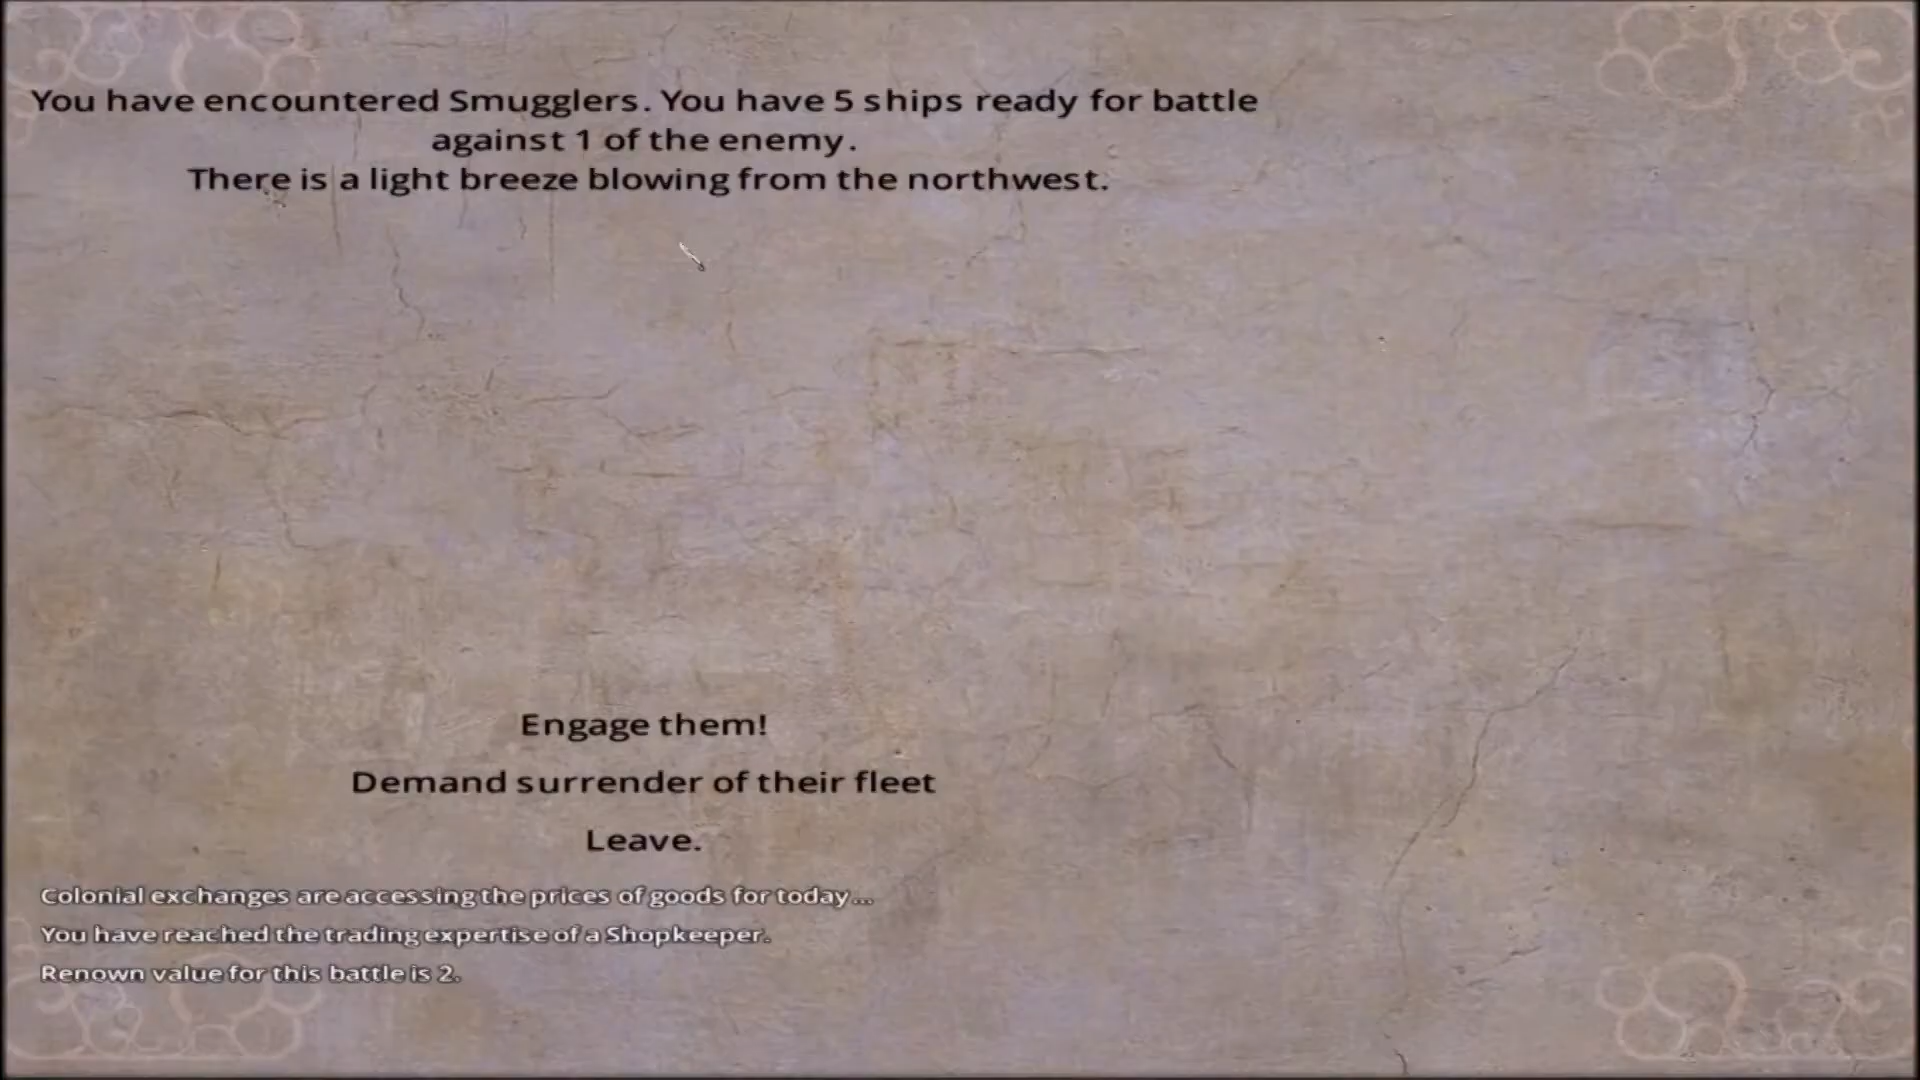 You have encountered Smugglers. You have 5 ships ready for battle
against 1 of the enemy.
There is a light breeze blowing from the northwest.
Engage them!
Demand surrender of their fleet
Leave.
Colonial exchanges are accessing the prices of goods for today...
You have reached the trading expertise of a Shopkeeper.
Renown value for this battle is 2.